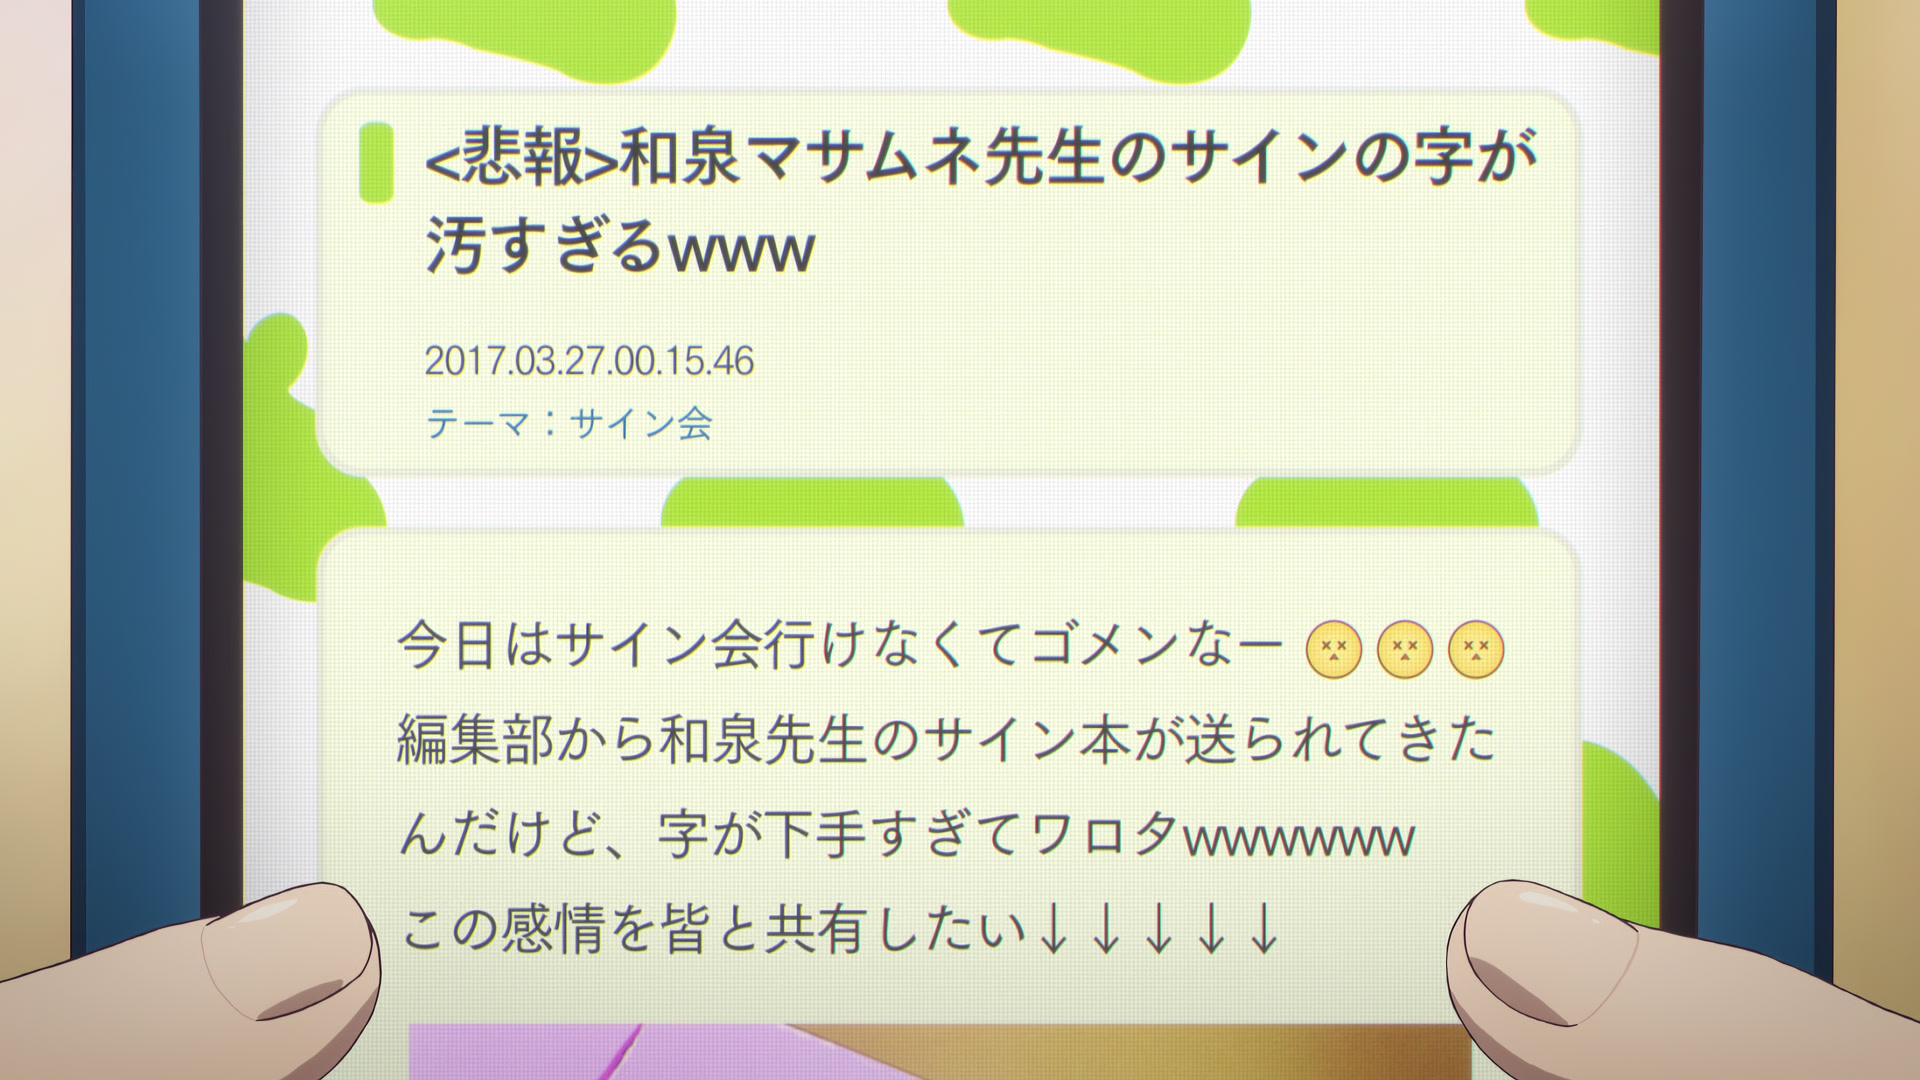 <悲報>和泉マサムネ先生のサインの字が
汚すぎるwww
2017.03.27.00.15.46
テーマ：サイン会
今日はサイン会行けなくてゴメンなー
編集部から和泉先生のサイン本が送られてきた
んだけど、字が下手すぎてワロタwwwwww
この感情を皆と共有したい↓↓↓↓↓